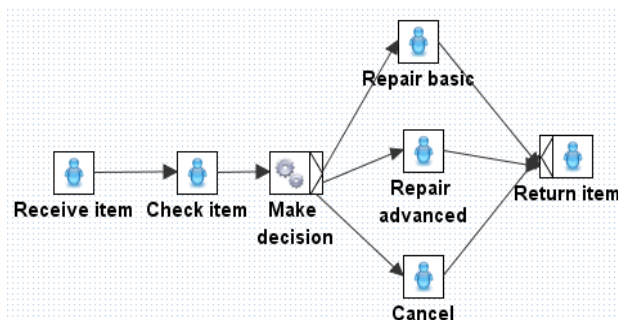 Repair basic
Receive item
Check item
Make
decision
Repair
advanced
Return item
Cancel